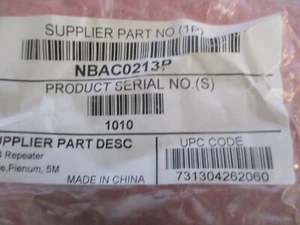 SUPPLIER PART NO.(1P)
NBAC0213P
PRODUCT SERIAL NO.(S)
1010
SUPPLIER PART DESC
UPC CODE
Repeater
Plenum, 5M
MADE IN CHINA
731304262060